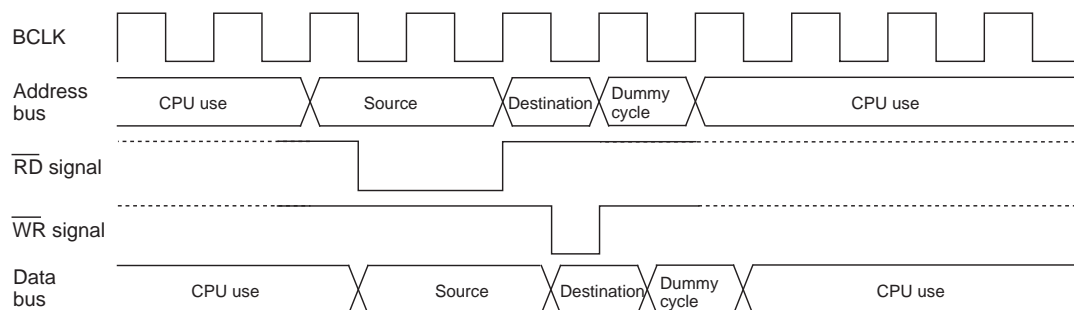 BCLK
Address
bus
CPU use
Source
Destination
Dummy
cycle
CPU use
RD signal
WR signal
Data
bus
CPU use
Source
Destination
Dummy
cycle
CPU use